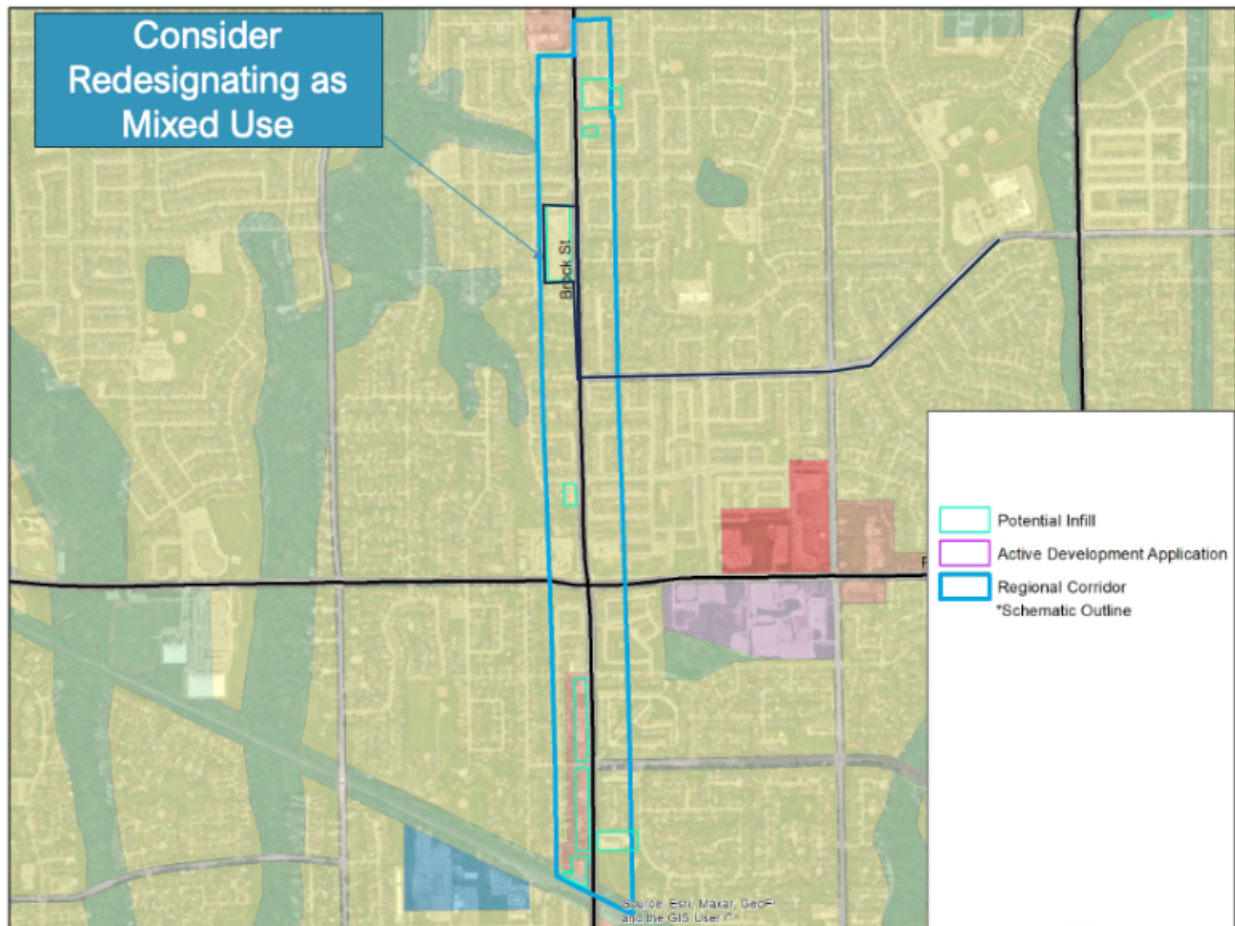 Consider
Redesignating as
Mixed Use
Brock St
Potential Infill
Active Development Application
Regional Corridor
*Schematic Outline
Source: Esri, Maxar,
and the GIS User